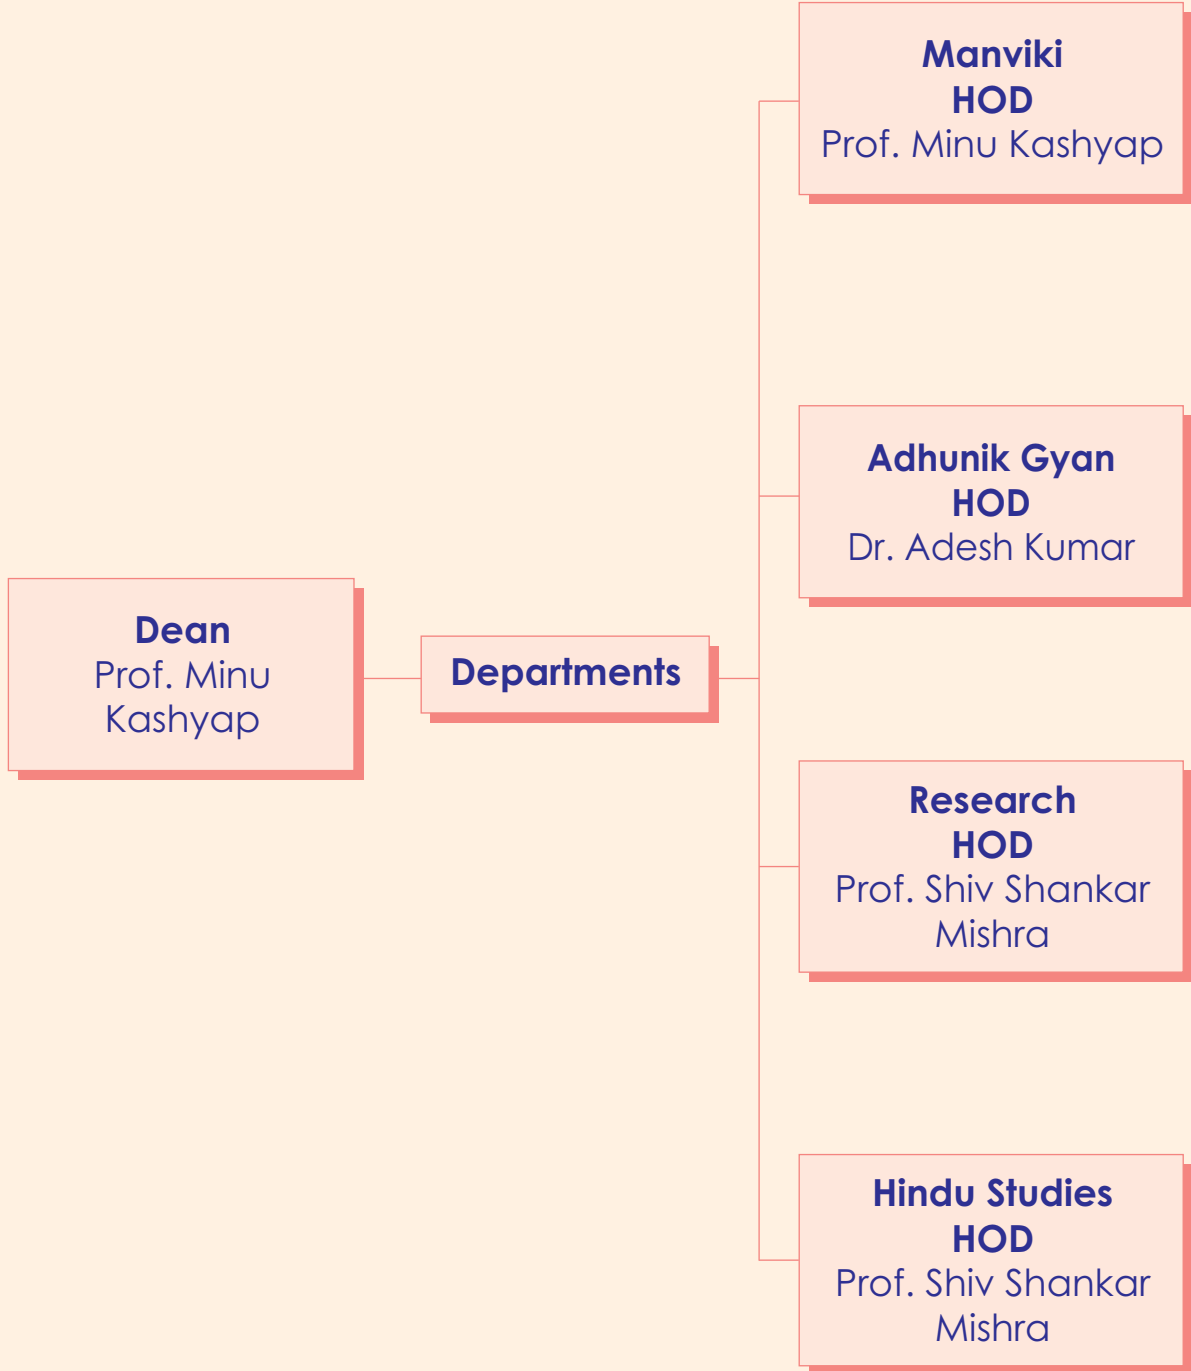 Manviki
HOD
Prof. Minu Kashyap
Adhunik Gyan
HOD
Dr. Adesh Kumar
Dean
Prof. Minu
Kashyap
Departments
Research
HOD
Prof. Shiv Shankar
Mishra
Hindu Studies
HOD
Prof. Shiv Shankar
Mishra